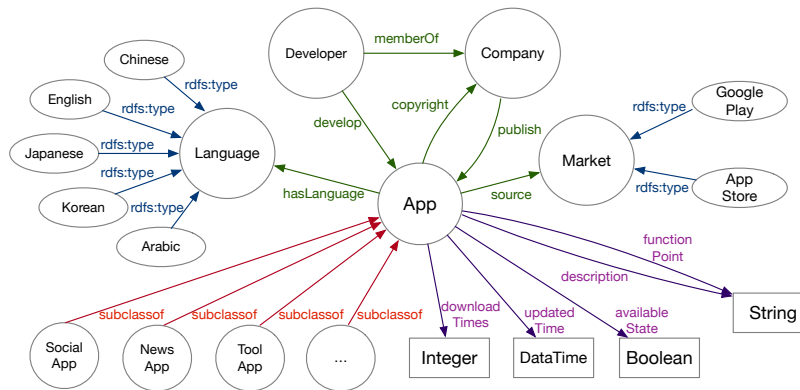 Chinese
Developer
memberOf
Company
rdfs:type
English
rdfs:type
copyright
rdfs:type
Google
Play
develop
publish
Japanese
rdfs:type
Language
Market
rdfs:type
hasLanguage
App
source
rdfs:type
App
Store
Korean
rdfs:type
Arabic
function
Point
description
subclassof
subclassof
subclassof
subclassof
download
Times
updated
Time
available
State
String
Social
App
News
App
Tool
App
...
Integer
DataTime
Boolean